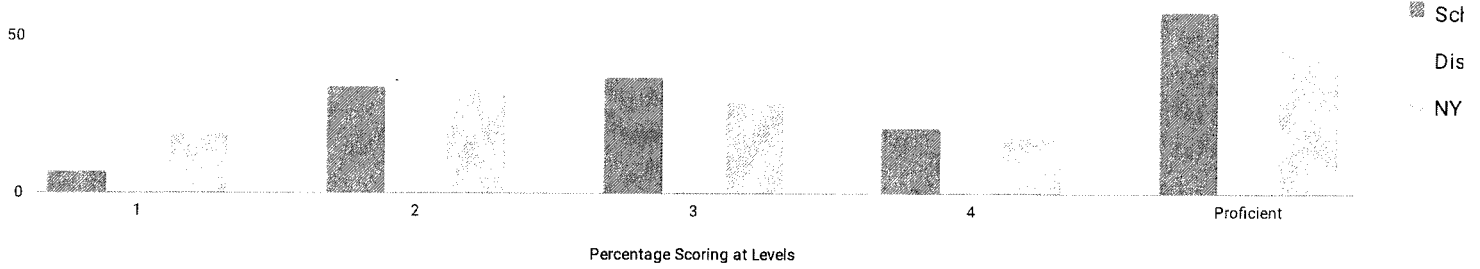 50
Sch
Dis
NY
0
1 2 3 4 Proficient
Percentage Scoring at Levels